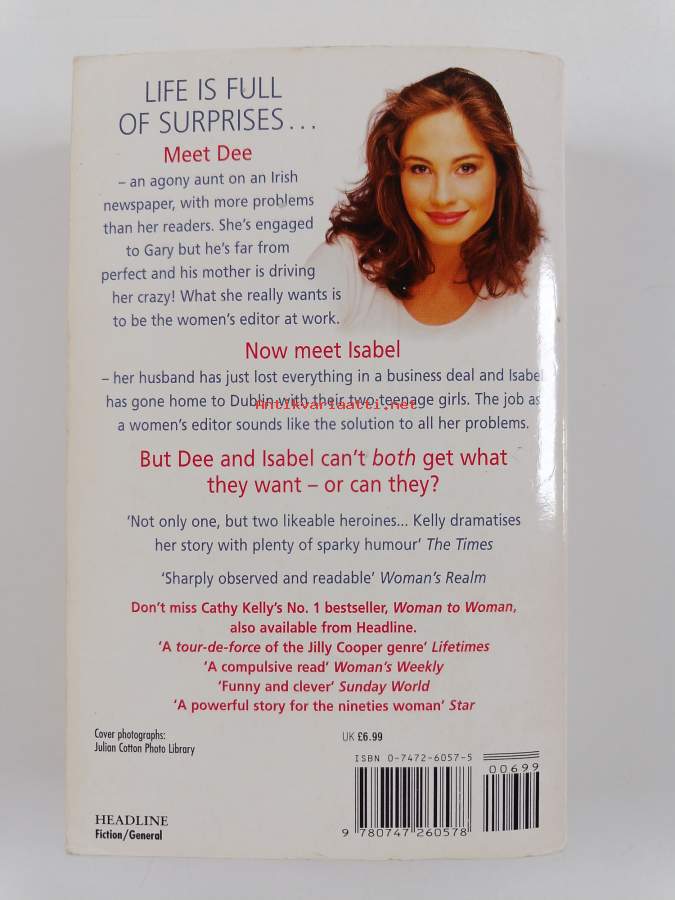 LIFE IS FULL
OF SURPRISES...
Meet Dee
– an agony aunt on an Irish
newspaper, with more problems
than her readers. She's engaged
to Gary but he's far from
perfect and his mother is driving
her crazy! What she really wants is
to be the women's editor at work.
Now meet Isabel
– her husband has just lost everything in a business deal and Isabel
has gone home to Dublin with their two teenage girls. The job as
Antikvariaatti.net
a women's editor sounds like the solution to all her problems.
But Dee and Isabel can't both get what
they want – or can they?
'Not only one, but two likeable heroines... Kelly dramatises
her story with plenty of sparky humour' The Times
'Sharply observed and readable' Woman's Realm
Don't miss Cathy Kelly's No. 1 bestseller, Woman to Woman,
also available from Headline.
'A tour-de-force of the Jilly Cooper genre' Lifetimes
'A compulsive read' Woman's Weekly
'Funny and clever' Sunday World
'A powerful story for the nineties woman' Star
Cover photographs:
Julian Cotton Photo Library
UK £6.99
ISBN 0-7472-6057-5
00699
9 780747 260578
HEADLINE
Fiction/General